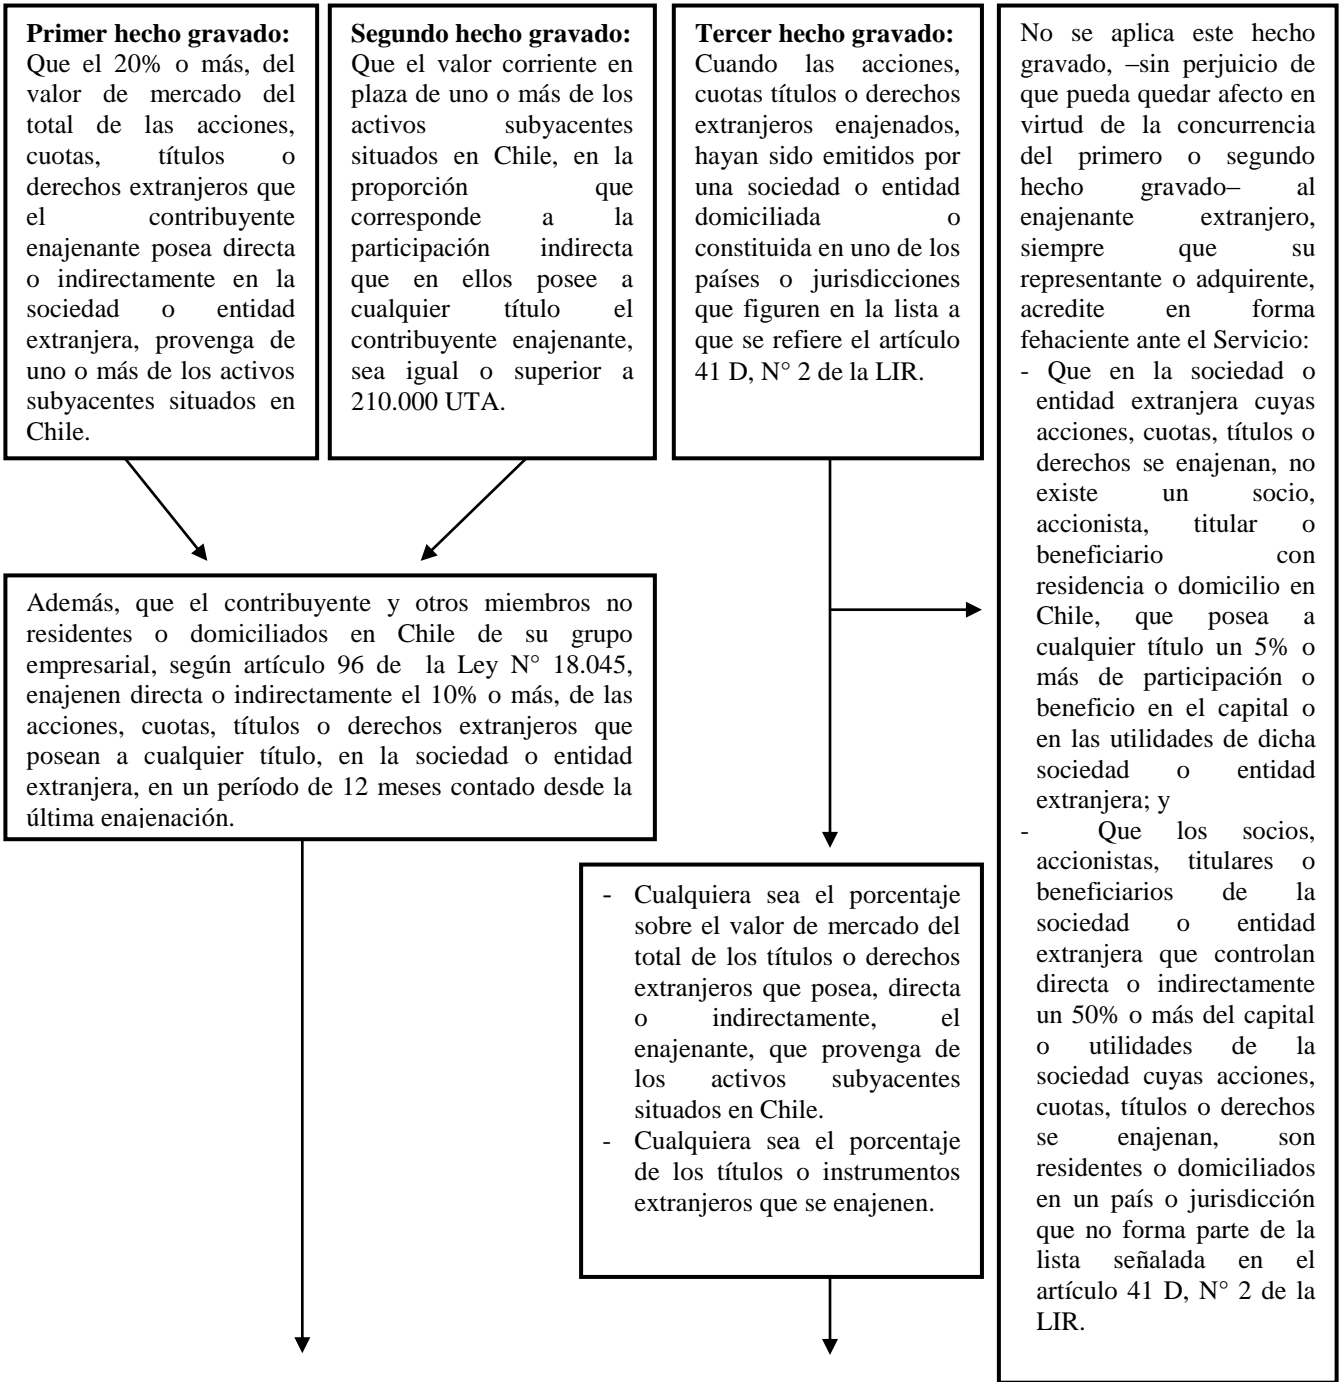 Primer hecho gravado:
Que el 20% o más, del
valor de mercado del
total de las acciones,
cuotas, títulos o
derechos extranjeros que
el contribuyente
enajenante posea directa
o indirectamente en la
sociedad o entidad
extranjera, provenga de
uno o más de los activos
subyacentes situados en
Chile.
Segundo hecho gravado:
Que el valor corriente en
plaza de uno o más de los
activos subyacentes
situados en Chile, en la
proporción que
corresponde a la
participación indirecta
que en ellos posee a
cualquier título el
contribuyente enajenante,
sea igual o superior a
210.000 UTA.
Tercer hecho gravado:
Cuando las acciones,
cuotas títulos o derechos
extranjeros enajenados,
hayan sido emitidos por
una sociedad o entidad
domiciliada o
constituida en uno de los
países o jurisdicciones
que figuren en la lista a
que se refiere el artículo
41 D, N° 2 de la LIR.
No se aplica este hecho
gravado, –sin perjuicio de
que pueda quedar afecto en
virtud de la concurrencia
del primero o segundo
hecho gravado– al
enajenante extranjero,
siempre que su
representante o adquirente,
acredite en forma
fehaciente ante el Servicio:
- Que en la sociedad o
entidad extranjera cuyas
acciones, cuotas, títulos o
derechos se enajenan, no
existe un socio,
accionista, titular o
beneficiario con
residencia o domicilio en
Chile, que posea a
cualquier título un 5% o
más de participación o
beneficio en el capital o
en las utilidades de dicha
sociedad o entidad
extranjera; y
- Que los socios,
accionistas, titulares o
beneficiarios de la
sociedad o entidad
extranjera que controlan
directa o indirectamente
un 50% o más del capital
o utilidades de la
sociedad cuyas acciones,
cuotas, títulos o derechos
se enajenan, son
residentes o domiciliados
en un país o jurisdicción
que no forma parte de la
lista señalada en el
artículo 41 D, N° 2 de la
LIR.
Además, que el contribuyente y otros miembros no
residentes o domiciliados en Chile de su grupo
empresarial, según artículo 96 de la Ley N° 18.045,
enajenen directa o indirectamente el 10% o más, de las
acciones, cuotas, títulos o derechos extranjeros que
posean a cualquier título, en la sociedad o entidad
extranjera, en un período de 12 meses contado desde la
última enajenación.
- Cualquiera sea el porcentaje
sobre el valor de mercado del
total de los títulos o derechos
extranjeros que posea, directa
o indirectamente, el
enajenante, que provenga de
los activos subyacentes
situados en Chile.
- Cualquiera sea el porcentaje
de los títulos o instrumentos
extranjeros que se enajenen.